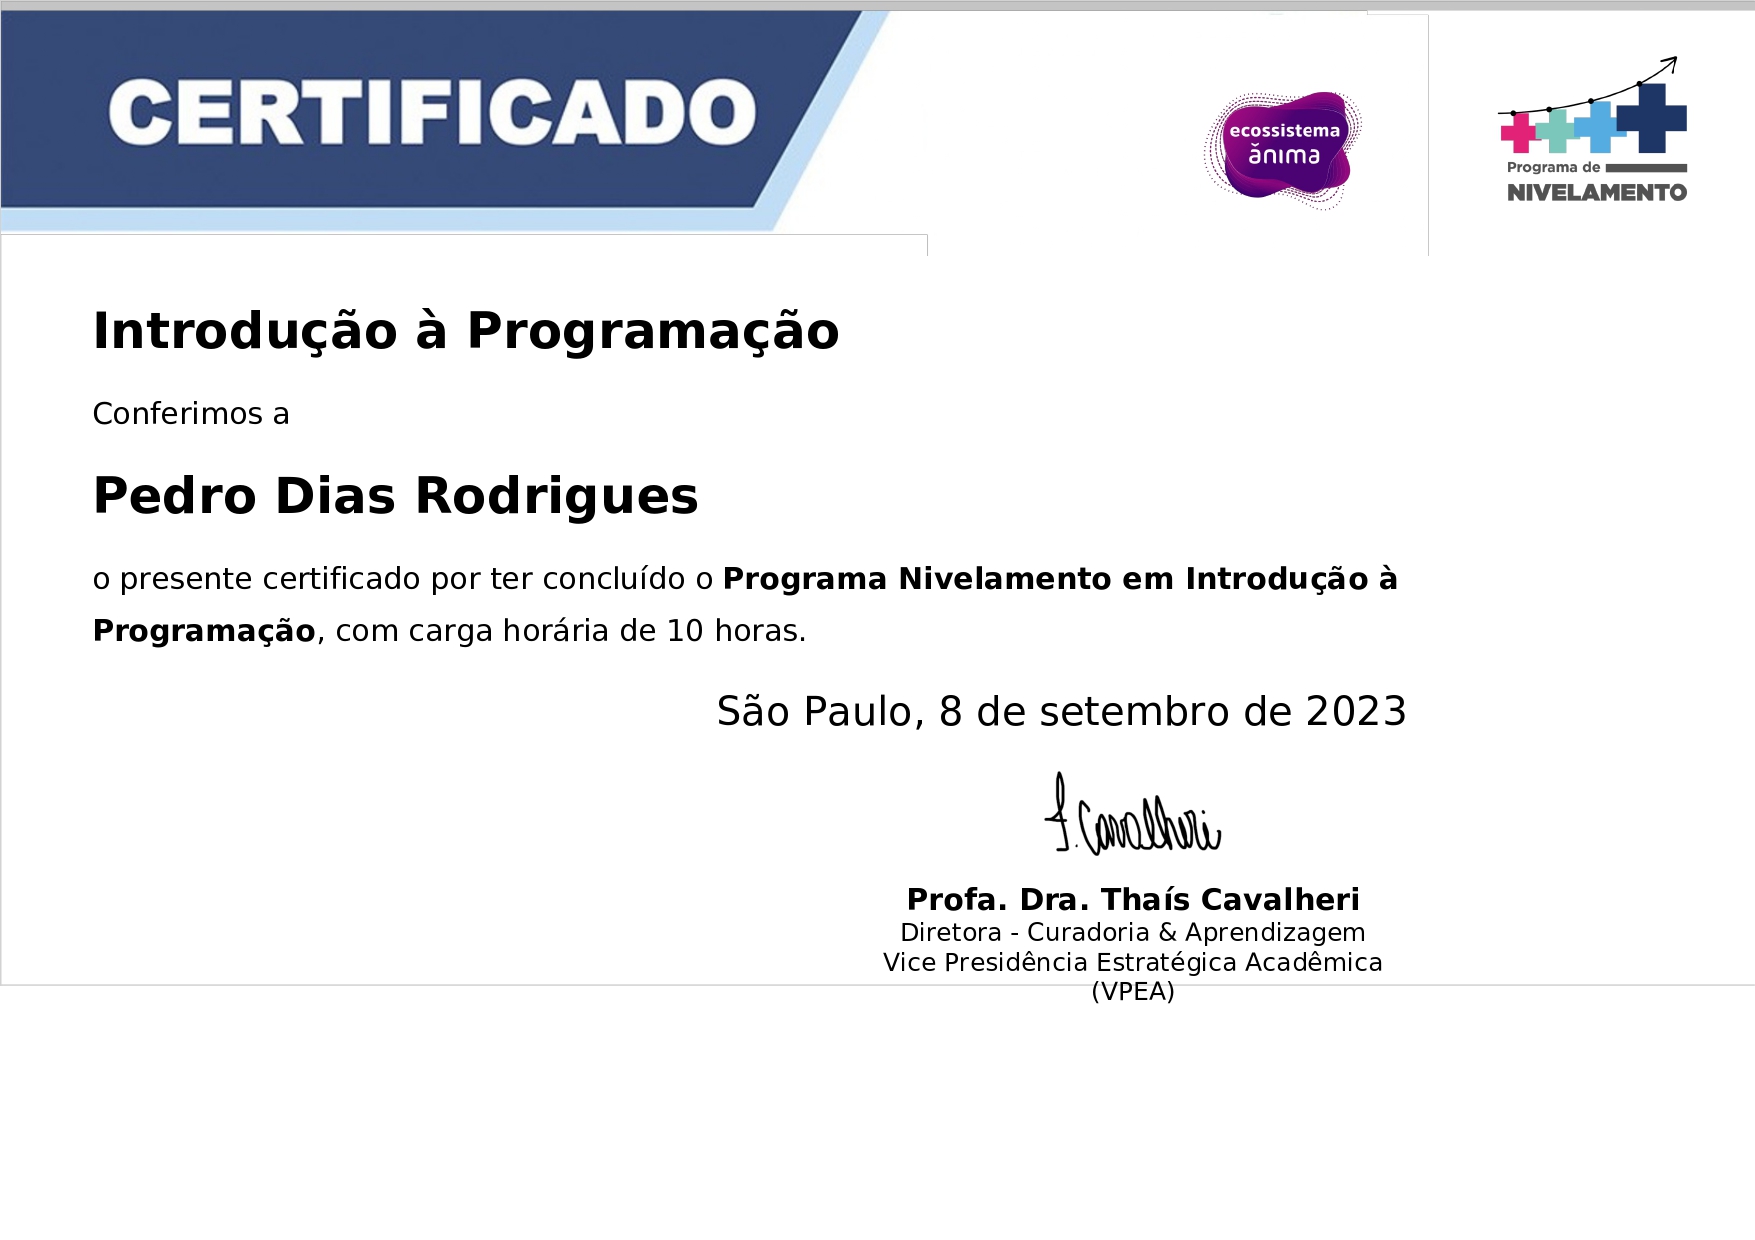 CERTIFICADO
ecossistema
ănıma
Programa de
NIVELAMENTO
Introdução à Programação
Conferimos a
Pedro Dias Rodrigues
o presente certificado por ter concluído o Programa Nivelamento em Introdução à
Programação, com carga horária de 10 horas.
São Paulo, 8 de setembro de 2023
T. Cavalheri
Profa. Dra. Thaís Cavalheri
Diretora - Curadoria & Aprendizagem
Vice Presidência Estratégica Acadêmica
(VPEA)